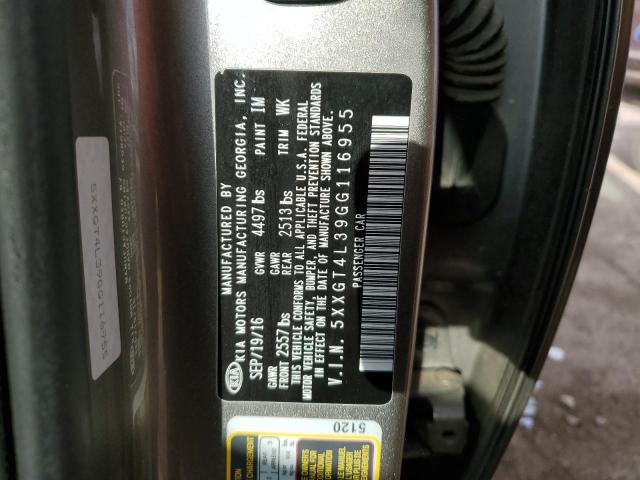 MANUFACTURED BY
KIA KIA MOTORS MANUFACTURING GEORGIA, INC.
SEP/19/16 GVWR 4497lbs PAINT IM
GAWR FRONT 2557lbs GAWR REAR 2513lbs TRIM WK
THIS VEHICLE CONFORMS TO ALL APPLICABLE U.S.A. FEDERAL
MOTOR VEHICLE SAFETY, BUMPER, AND THEFT PREVENTION STANDARDS
IN EFFECT ON THE DATE OF MANUFACTURE SHOWN ABOVE.
V.I.N. 5XXGT4L39GG116955
PASSENGER CAR
5XXGT4L39GG116955
5120